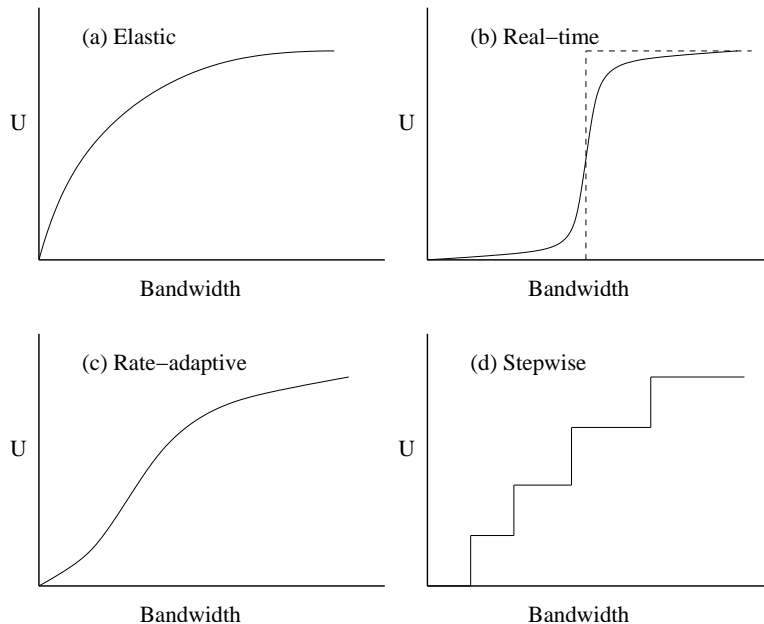 (a) Elastic
U
Bandwidth
(b) Real−time
U
Bandwidth
(c) Rate−adaptive
U
Bandwidth
(d) Stepwise
U
Bandwidth